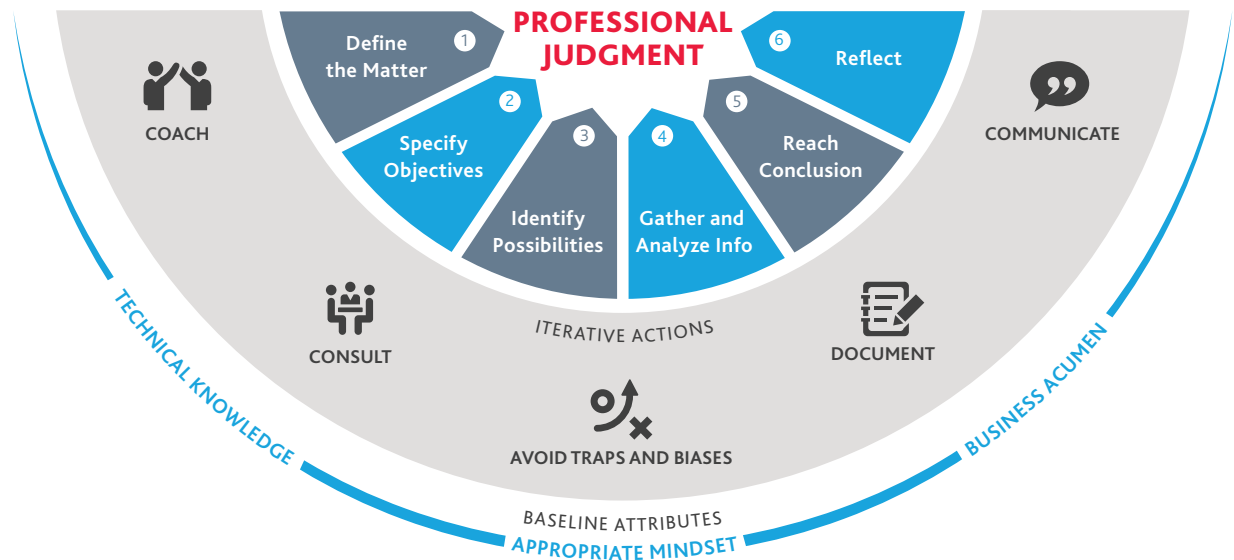 PROFESSIONAL
JUDGMENT
1
Define
the Matter
2
Specify
Objectives
3
Identify
Possibilities
4
Gather and
Analyze Info
5
Reach
Conclusion
6
Reflect
COACH
CONSULT
AVOID TRAPS AND BIASES
DOCUMENT
COMMUNICATE
ITERATIVE ACTIONS
TECHNICAL KNOWLEDGE
BASELINE ATTRIBUTES
APPROPRIATE MINDSET
BUSINESS ACUMEN